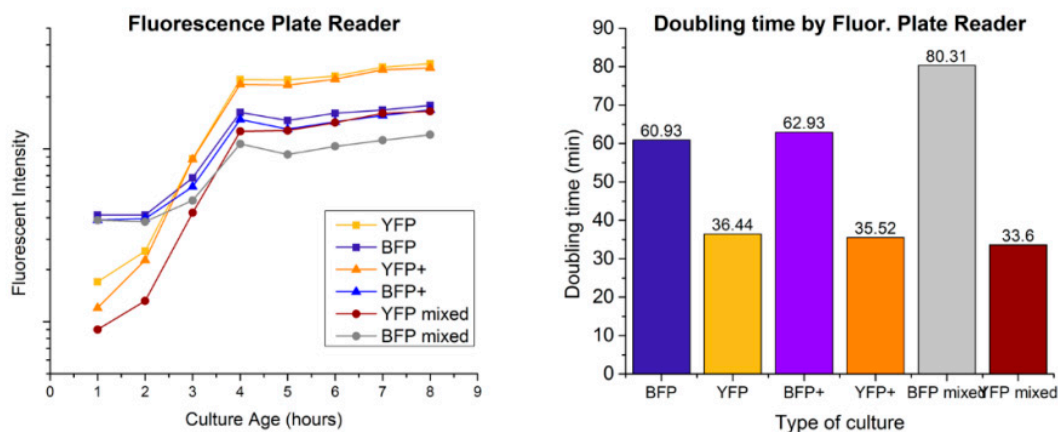 Fluorescence Plate Reader
Fluorescent Intensity
YFP
BFP
YFP+
BFP+
YFP mixed
BFP mixed
0 1 2 3 4 5 6 7 8 9
Culture Age (hours)
Doubling time by Fluor. Plate Reader
Doubling time (min)
90
80
70
60
50
40
30
20
10
0
60.93
36.44
62.93
35.52
80.31
33.6
BFP YFP BFP+ YFP+ BFP mixed YFP mixed
Type of culture